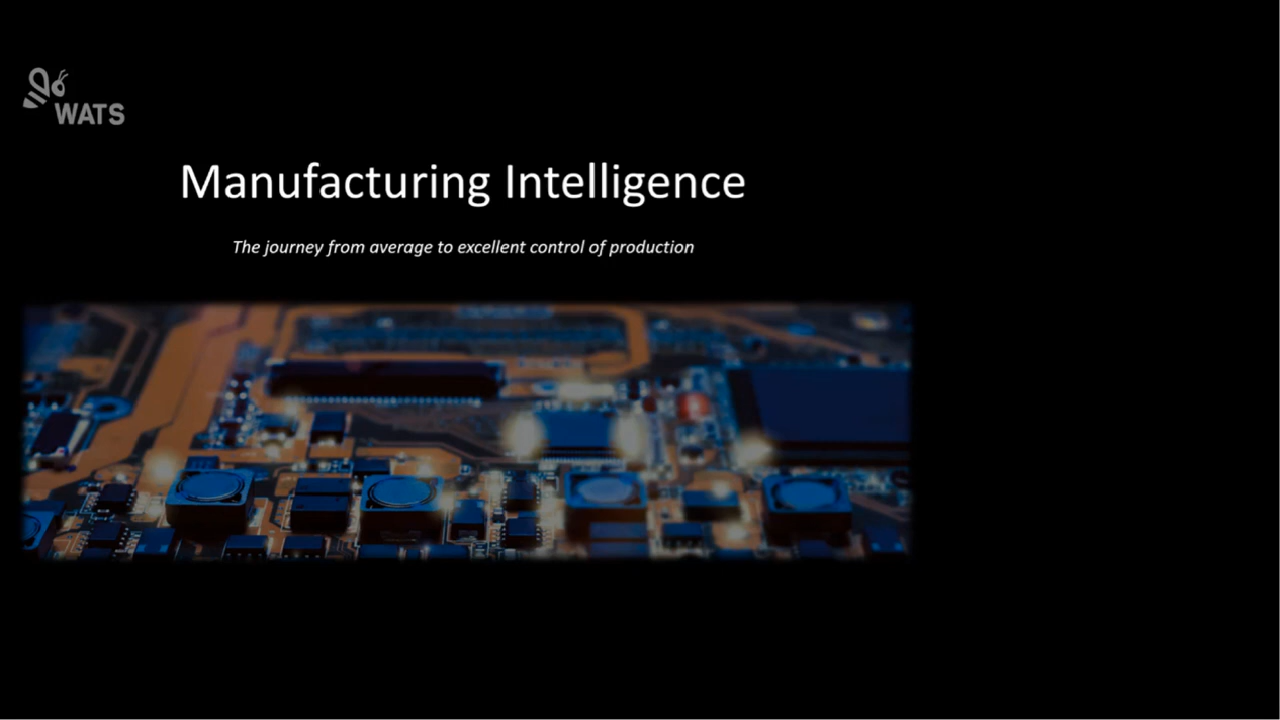 WATS
Manufacturing Intelligence
The journey from average to excellent control of production